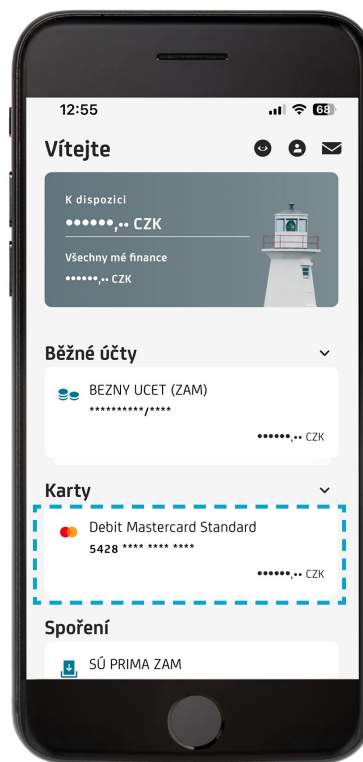 12:55
68
Vítejte
K dispozici
••••••,•• CZK
Všechny mé finance
••••••,•• CZK
Běžné účty
BEZNY UCET (ZAM)
**********/****
••••••,•• CZK
Karty
Debit Mastercard Standard
5428 **** **** ****
••••••,•• CZK
Spoření
SÚ PRIMA ZAM